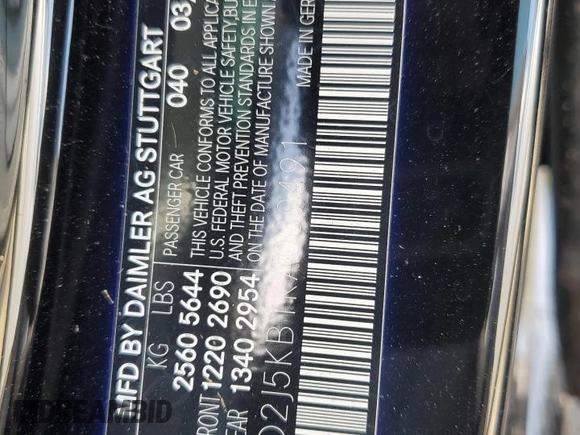 MFD BY DAIMLER AG STUTTGART
KG LBS
2560 5644
FRONT 1220 2690
1340 2954
PASSENGER CAR 040 03
THIS VEHICLE CONFORMS TO ALL APPLICABLE
U.S. FEDERAL MOTOR VEHICLE SAFETY, BU
AND THEFT PREVENTION STANDARDS IN E
ON THE DATE OF MANUFACTURE SHOWN
MADE IN GER